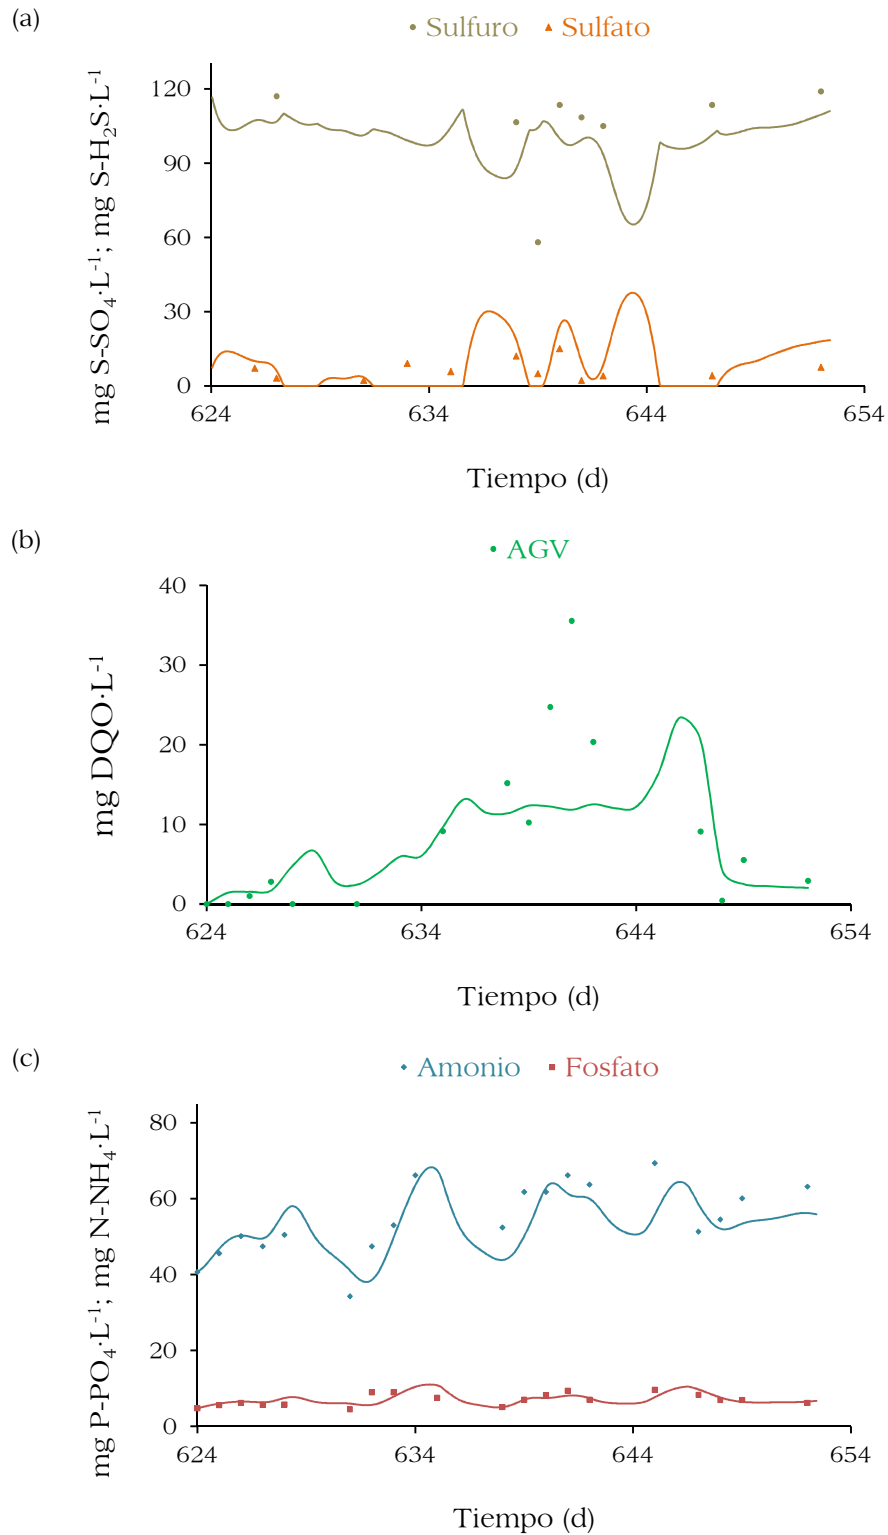 (a)
Sulfuro Sulfato
mg S-SO₄·L⁻¹; mg S-H₂S·L⁻¹
120
90
60
30
0
624 634 644 654
Tiempo (d)
(b)
AGV
mg DQO·L⁻¹
40
30
20
10
0
624 634 644 654
Tiempo (d)
(c)
Amonio Fosfato
mg P-PO₄·L⁻¹; mg N-NH₄·L⁻¹
80
60
40
20
0
624 634 644 654
Tiempo (d)